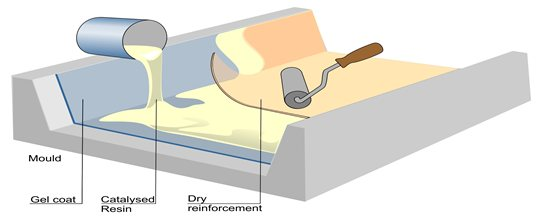 Mould
Gel coat
Catalysed
Resin
Dry
reinforcement